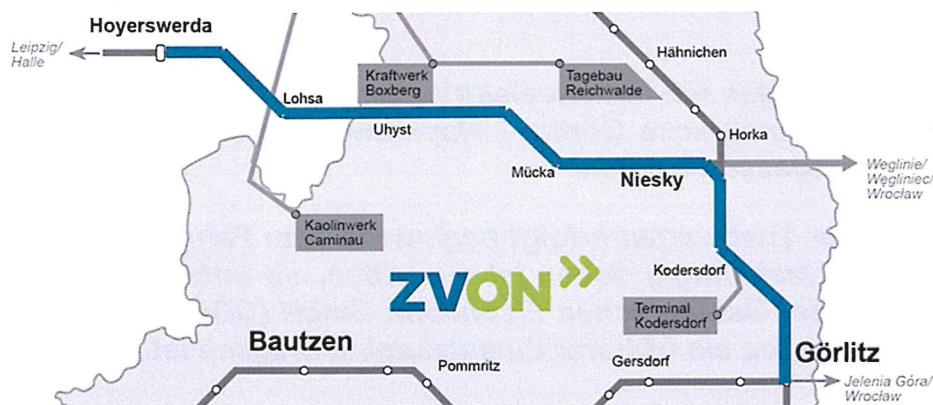 Hoyerswerda
Leipzig/
Halle
Hähnichen
Kraftwerk
Boxberg
Tagebau
Reichwalde
Lohsa
Uhyst
Horka
Mücka
Niesky
Weglinie/
Węgliniec/
Wrocław
Kaolinwerk
Caminau
Kodersdorf
ZVON
Terminal
Kodersdorf
Bautzen
Pommritz
Gersdorf
Görlitz
Jelenia Góra/
Wrocław